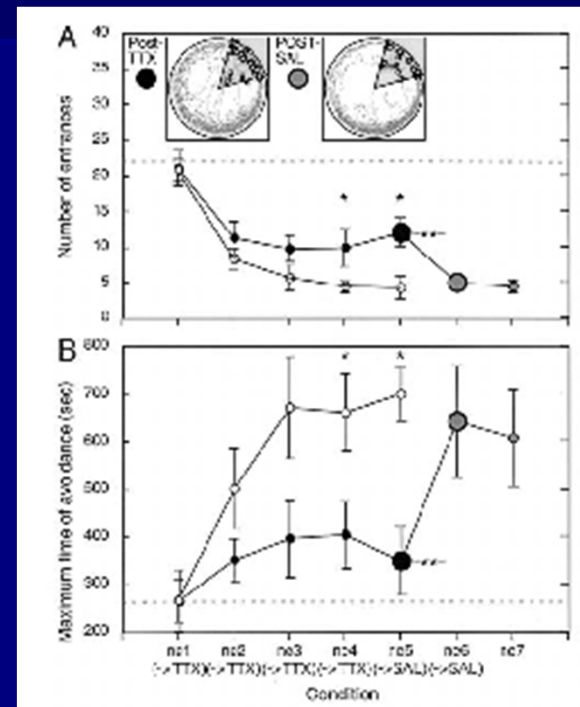 A
Post-
TTX
POST-
SAL
Number of entrances
40
35
30
25
20
15
10
5
0
B
Maximum time of avoidance (sec)
800
700
600
500
400
300
200
(->TTX)(->TTX)(->TTX)(->TTX)(->SAL)(->SAL)
Condition